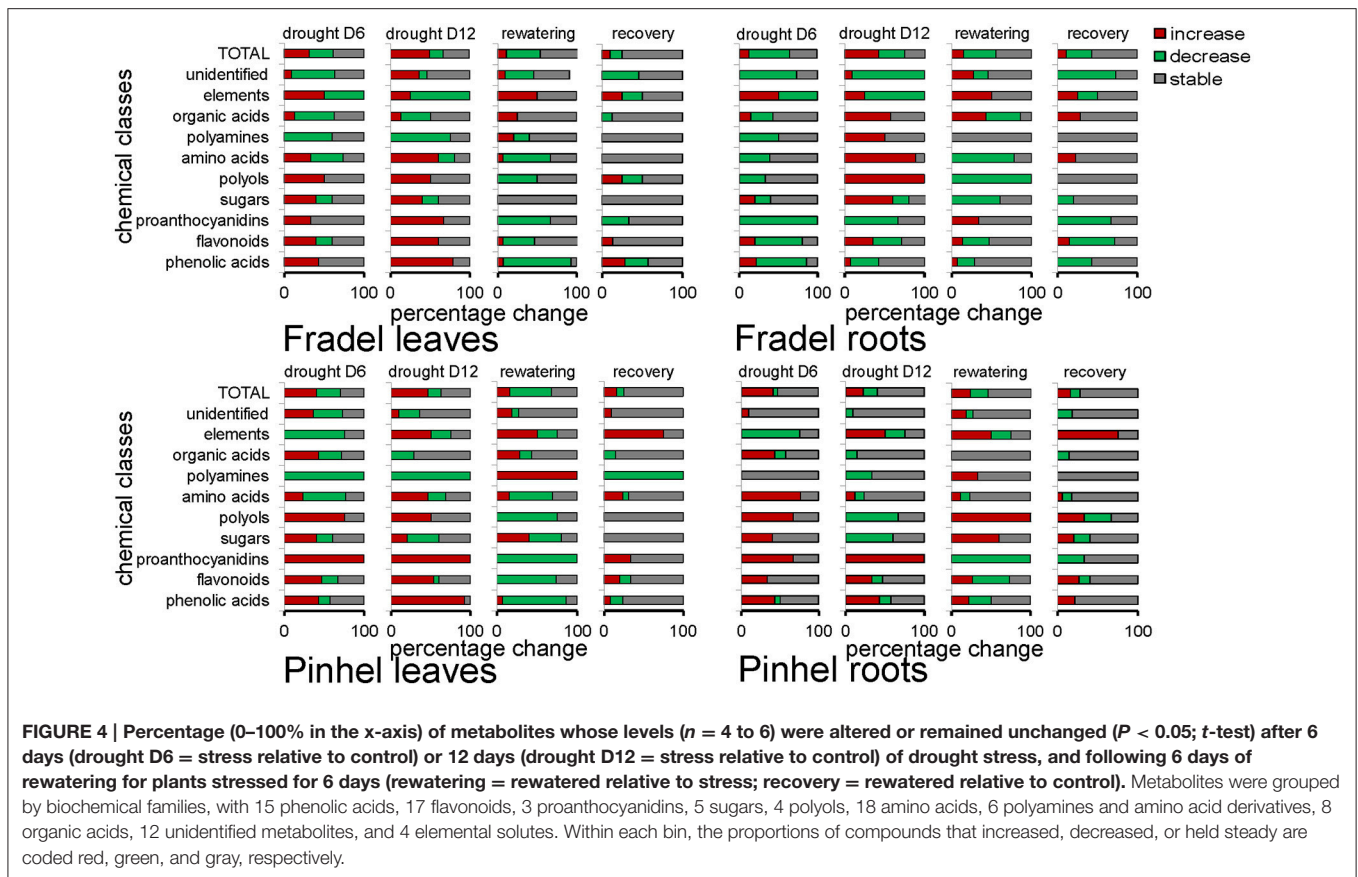 drought D6 drought D12 rewatering recovery drought D6 drought D12 rewatering recovery
increase
decrease
stable
chemical classes
TOTAL
unidentified
elements
organic acids
polyamines
amino acids
polyols
sugars
proanthocyanidins
flavonoids
phenolic acids
0 100 0 100 0 100 0 100 0 100 0 100 0 100 0 100
percentage change percentage change
Fradel leaves Fradel roots
drought D6 drought D12 rewatering recovery drought D6 drought D12 rewatering recovery
chemical classes
TOTAL
unidentified
elements
organic acids
polyamines
amino acids
polyols
sugars
proanthocyanidins
flavonoids
phenolic acids
0 100 0 100 0 100 0 100 0 100 0 100 0 100 0 100
percentage change percentage change
Pinhel leaves Pinhel roots
FIGURE 4 | Percentage (0–100% in the x-axis) of metabolites whose levels (n = 4 to 6) were altered or remained unchanged (P < 0.05; t-test) after 6
days (drought D6 = stress relative to control) or 12 days (drought D12 = stress relative to control) of drought stress, and following 6 days of
rewatering for plants stressed for 6 days (rewatering = rewatered relative to stress; recovery = rewatered relative to control). Metabolites were grouped
by biochemical families, with 15 phenolic acids, 17 flavonoids, 3 proanthocyanidins, 5 sugars, 4 polyols, 18 amino acids, 6 polyamines and amino acid derivatives, 8
organic acids, 12 unidentified metabolites, and 4 elemental solutes. Within each bin, the proportions of compounds that increased, decreased, or held steady are
coded red, green, and gray, respectively.